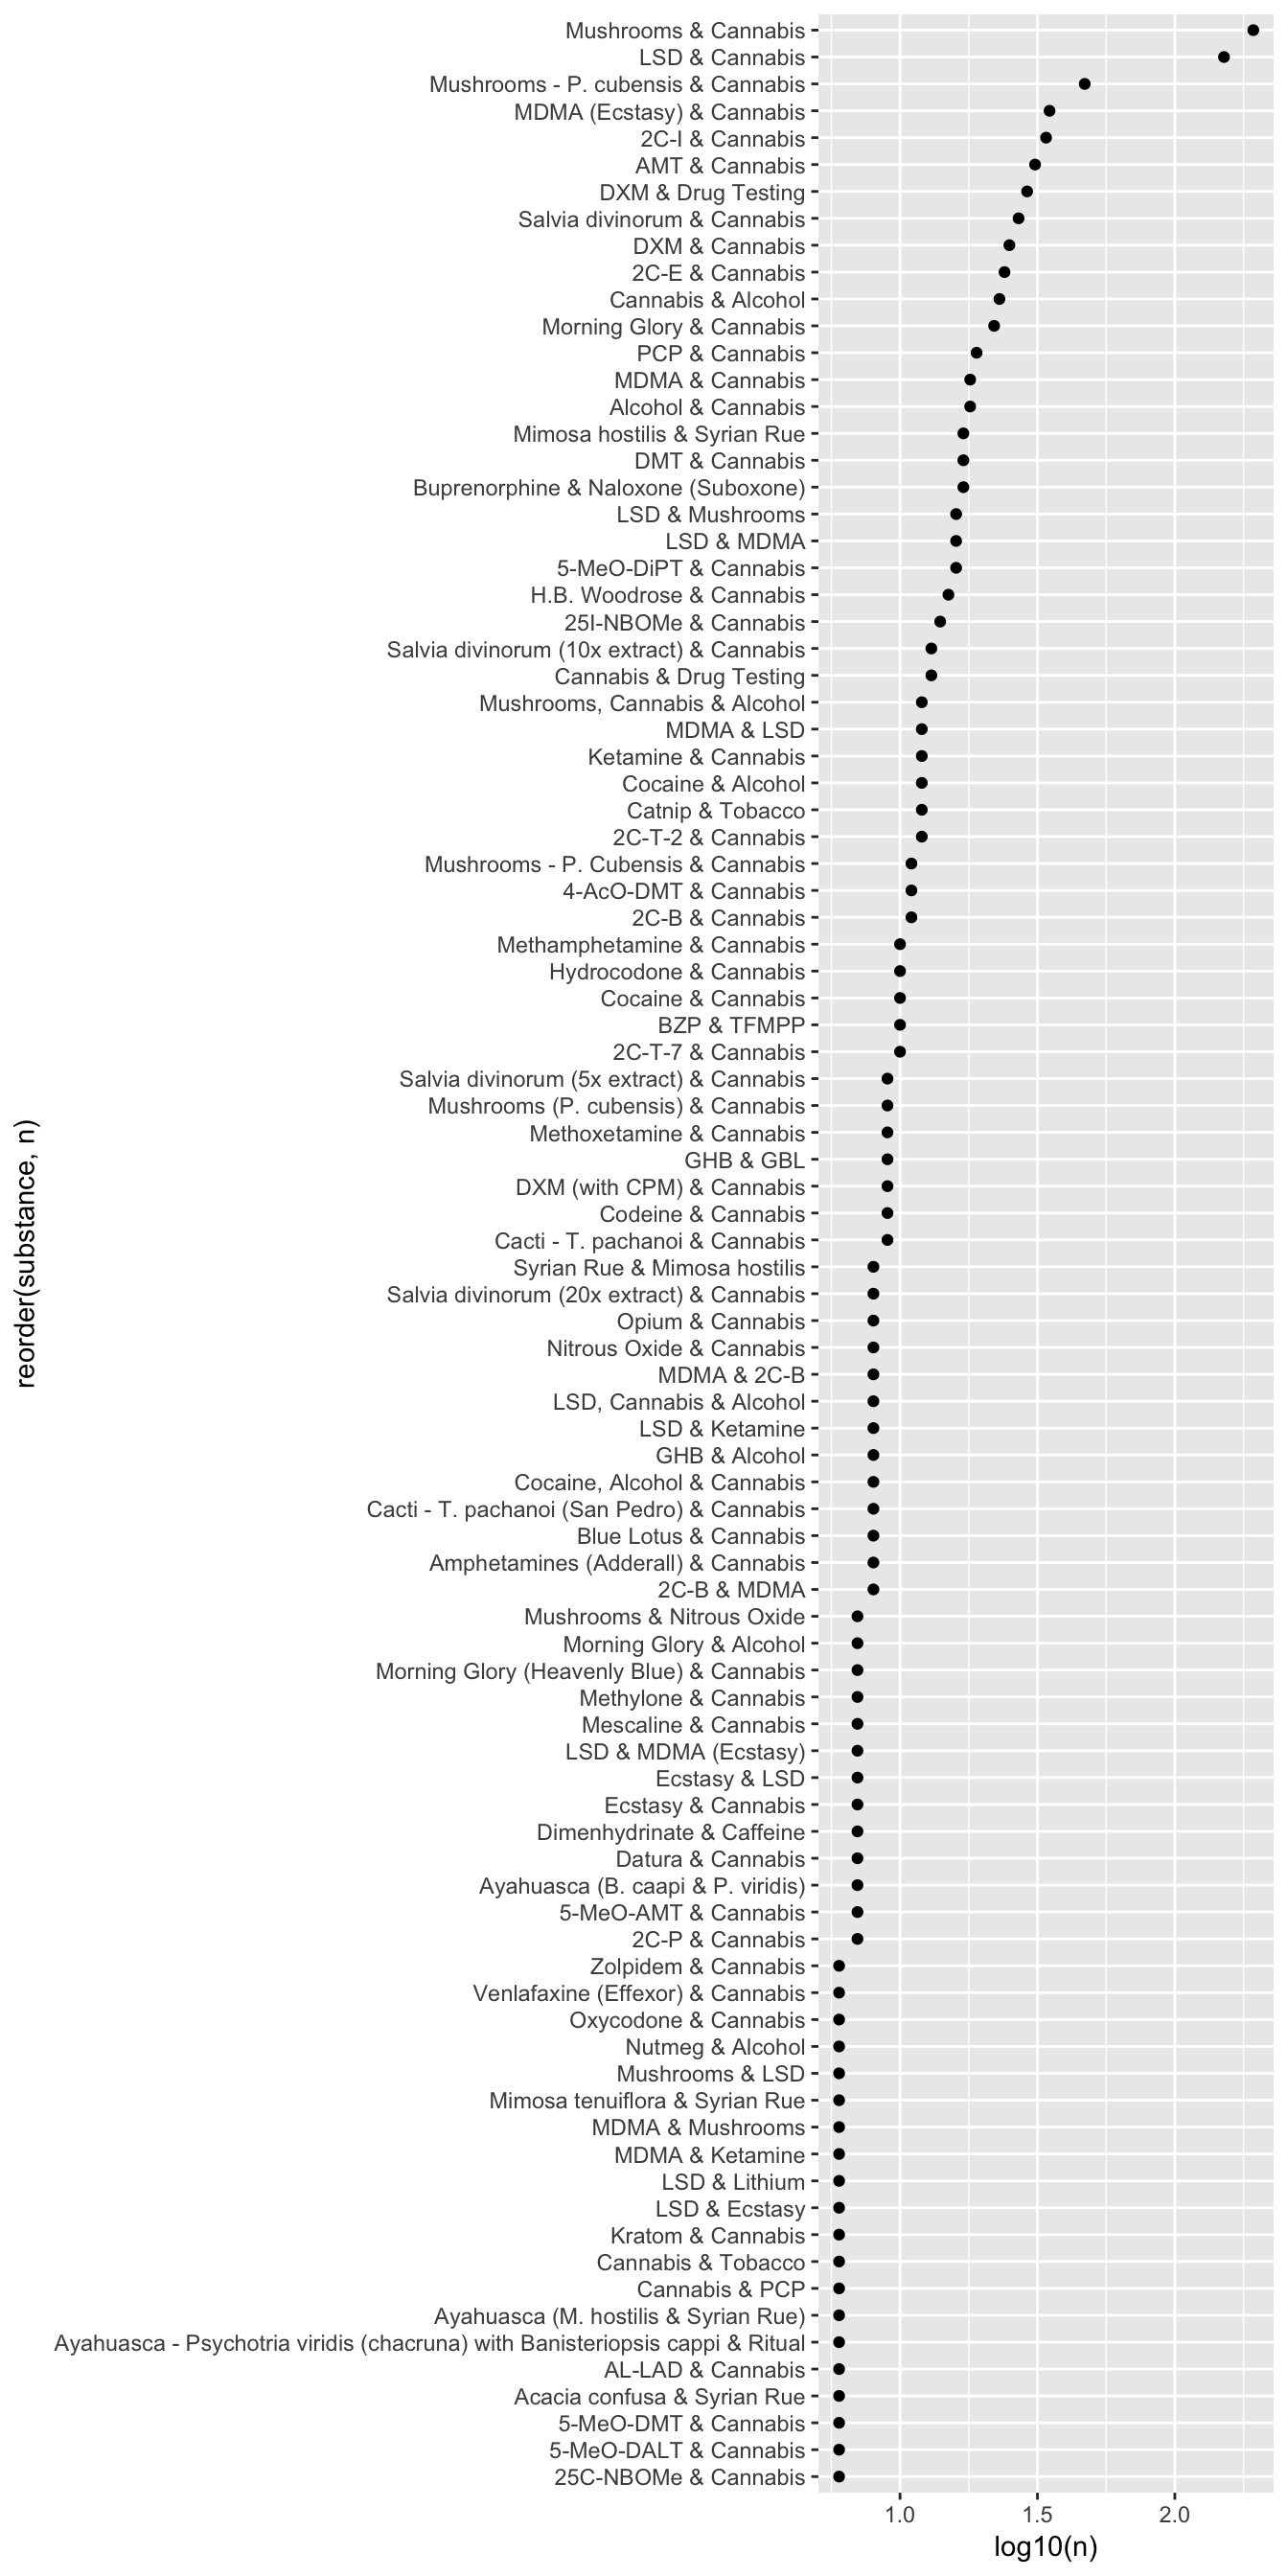 Mushrooms & Cannabis
LSD & Cannabis
Mushrooms - P. cubensis & Cannabis
MDMA (Ecstasy) & Cannabis
2C-I & Cannabis
AMT & Cannabis
DXM & Drug Testing
Salvia divinorum & Cannabis
DXM & Cannabis
2C-E & Cannabis
Cannabis & Alcohol
Morning Glory & Cannabis
PCP & Cannabis
MDMA & Cannabis
Alcohol & Cannabis
Mimosa hostilis & Syrian Rue
DMT & Cannabis
Buprenorphine & Naloxone (Suboxone)
LSD & Mushrooms
LSD & MDMA
5-MeO-DiPT & Cannabis
H.B. Woodrose & Cannabis
25I-NBOMe & Cannabis
Salvia divinorum (10x extract) & Cannabis
Cannabis & Drug Testing
Mushrooms, Cannabis & Alcohol
MDMA & LSD
Ketamine & Cannabis
Cocaine & Alcohol
Catnip & Tobacco
2C-T-2 & Cannabis
Mushrooms - P. Cubensis & Cannabis
4-AcO-DMT & Cannabis
2C-B & Cannabis
Methamphetamine & Cannabis
Hydrocodone & Cannabis
Cocaine & Cannabis
BZP & TFMPP
2C-T-7 & Cannabis
Salvia divinorum (5x extract) & Cannabis
Mushrooms (P. cubensis) & Cannabis
Methoxetamine & Cannabis
GHB & GBL
DXM (with CPM) & Cannabis
Codeine & Cannabis
Cacti - T. pachanoi & Cannabis
Syrian Rue & Mimosa hostilis
Salvia divinorum (20x extract) & Cannabis
Opium & Cannabis
Nitrous Oxide & Cannabis
MDMA & 2C-B
LSD, Cannabis & Alcohol
LSD & Ketamine
GHB & Alcohol
Cocaine, Alcohol & Cannabis
Cacti - T. pachanoi (San Pedro) & Cannabis
Blue Lotus & Cannabis
Amphetamines (Adderall) & Cannabis
2C-B & MDMA
Mushrooms & Nitrous Oxide
Morning Glory & Alcohol
Morning Glory (Heavenly Blue) & Cannabis
Methylone & Cannabis
Mescaline & Cannabis
LSD & MDMA (Ecstasy)
Ecstasy & LSD
Ecstasy & Cannabis
Dimenhydrinate & Caffeine
Datura & Cannabis
Ayahuasca (B. caapi & P. viridis)
5-MeO-AMT & Cannabis
2C-P & Cannabis
Zolpidem & Cannabis
Venlafaxine (Effexor) & Cannabis
Oxycodone & Cannabis
Nutmeg & Alcohol
Mushrooms & LSD
Mimosa tenuiflora & Syrian Rue
MDMA & Mushrooms
MDMA & Ketamine
LSD & Lithium
LSD & Ecstasy
Kratom & Cannabis
Cannabis & Tobacco
Cannabis & PCP
Ayahuasca (M. hostilis & Syrian Rue)
Ayahuasca - Psychotria viridis (chacruna) with Banisteriopsis cappi & Ritual
AL-LAD & Cannabis
Acacia confusa & Syrian Rue
5-MeO-DMT & Cannabis
5-MeO-DALT & Cannabis
25C-NBOMe & Cannabis
reorder(substance, n)
1.0 1.5 2.0
log10(n)